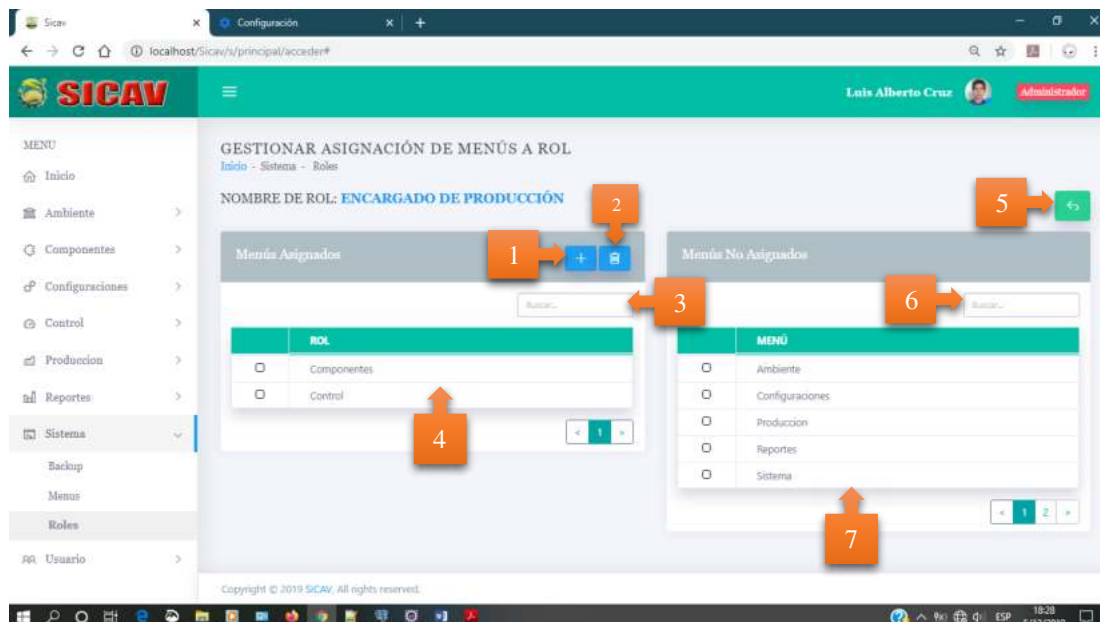 Sicav
Configuración
localhost/Sicav/s/principal/acceder#
SICAV
Luis Alberto Cruz
Administrador
MENU
Inicio
Ambiente
Componentes
Configuraciones
Control
Produccion
Reportes
Sistema
Backup
Menus
Roles
Usuario
GESTIONAR ASIGNACIÓN DE MENÚS A ROL
Inicio - Sistema - Roles
NOMBRE DE ROL: ENCARGADO DE PRODUCCIÓN
2
5
Menús Asignados
1
+
3
Buscar...
ROL
Componentes
Control
4
< 1 >
Menús No Asignados
6
Buscar...
MENÚ
Ambiente
Configuraciones
Produccion
Reportes
Sistema
7
< 1 2 >
Copyright © 2019 SICAV, All rights reserved.
ESP
18:28